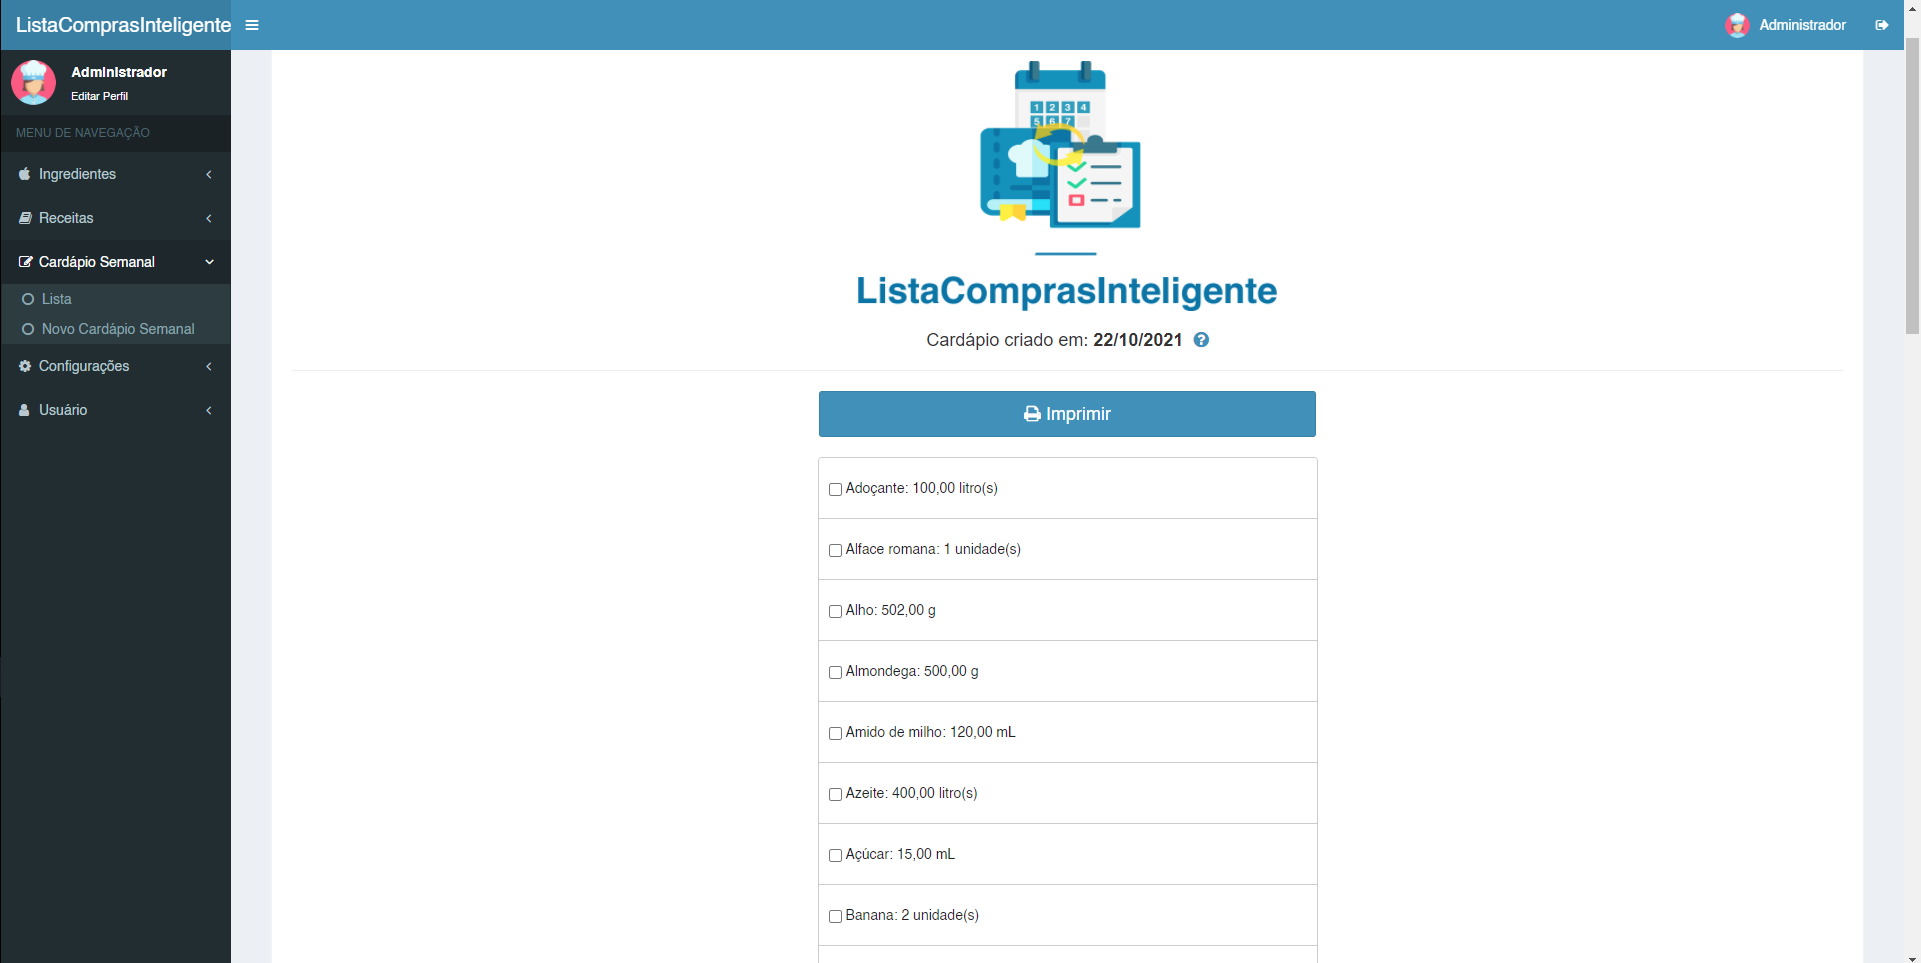 ListaComprasInteligente
Administrador
Administrador
Editar Perfil
MENU DE NAVEGAÇÃO
Ingredientes
Receitas
Cardápio Semanal
Lista
Novo Cardápio Semanal
Configurações
Usuário
1 2 3 4
5 6 7
ListaComprasInteligente
Cardápio criado em: 22/10/2021
Imprimir
Adoçante: 100,00 litro(s)
Alface romana: 1 unidade(s)
Alho: 502,00 g
Almondega: 500,00 g
Amido de milho: 120,00 mL
Azeite: 400,00 litro(s)
Açúcar: 15,00 mL
Banana: 2 unidade(s)